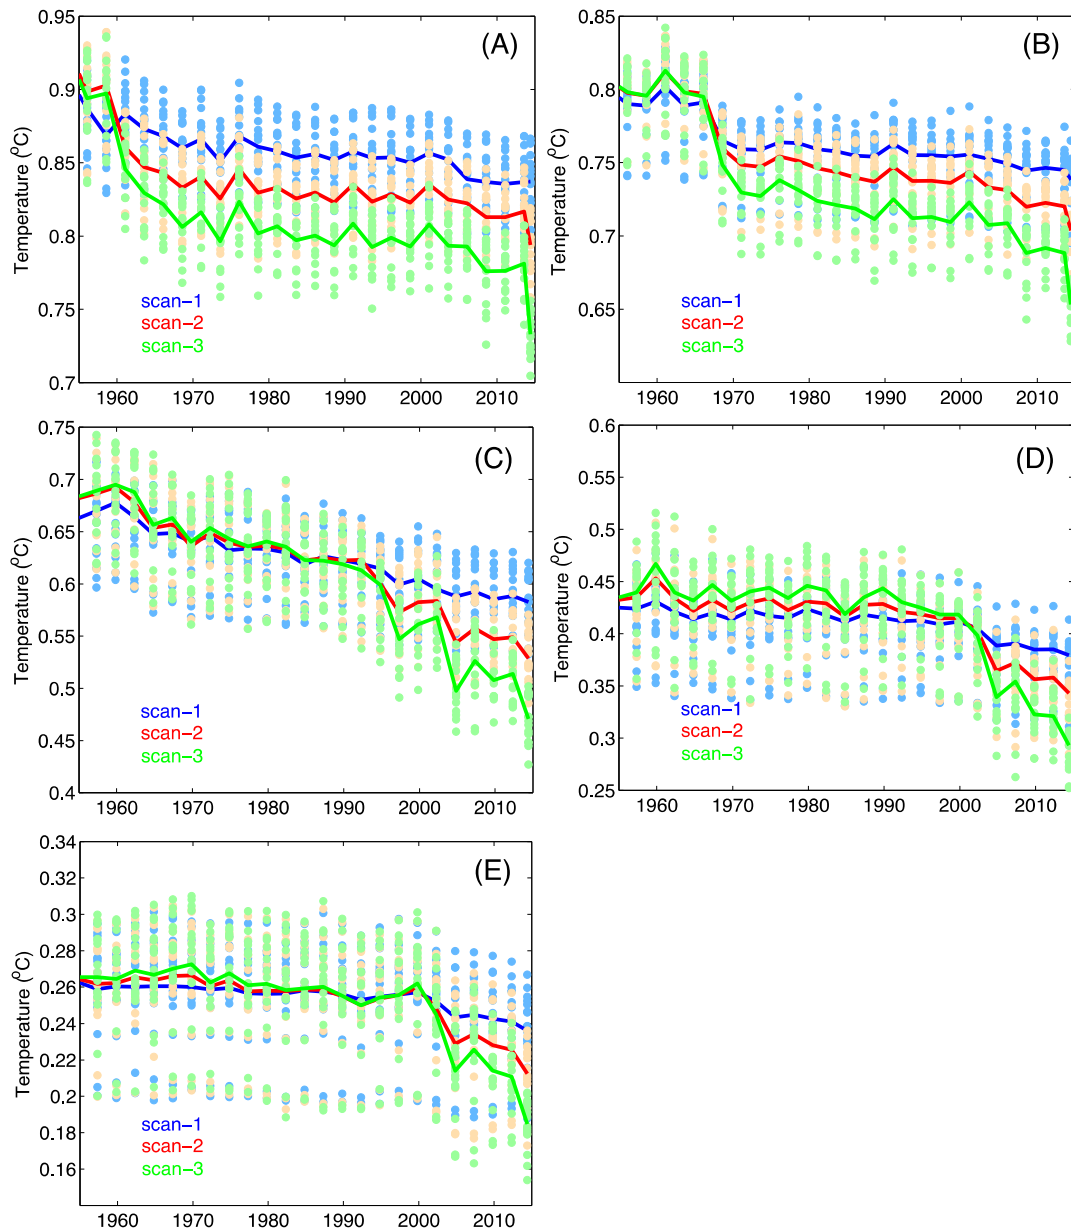 0.95
(A)
0.9
0.85
0.8
0.75
0.7
Temperature (⁰C)
scan−1
scan−2
scan−3
1960 1970 1980 1990 2000 2010
0.85
(B)
0.8
0.75
0.7
0.65
Temperature (⁰C)
scan−1
scan−2
scan−3
1960 1970 1980 1990 2000 2010
0.75
(C)
0.7
0.65
0.6
0.55
0.5
0.45
0.4
Temperature (⁰C)
scan−1
scan−2
scan−3
1960 1970 1980 1990 2000 2010
0.6
(D)
0.55
0.5
0.45
0.4
0.35
0.3
0.25
Temperature (⁰C)
scan−1
scan−2
scan−3
1960 1970 1980 1990 2000 2010
0.34
(E)
0.32
0.3
0.28
0.26
0.24
0.22
0.2
0.18
0.16
Temperature (⁰C)
scan−1
scan−2
scan−3
1960 1970 1980 1990 2000 2010